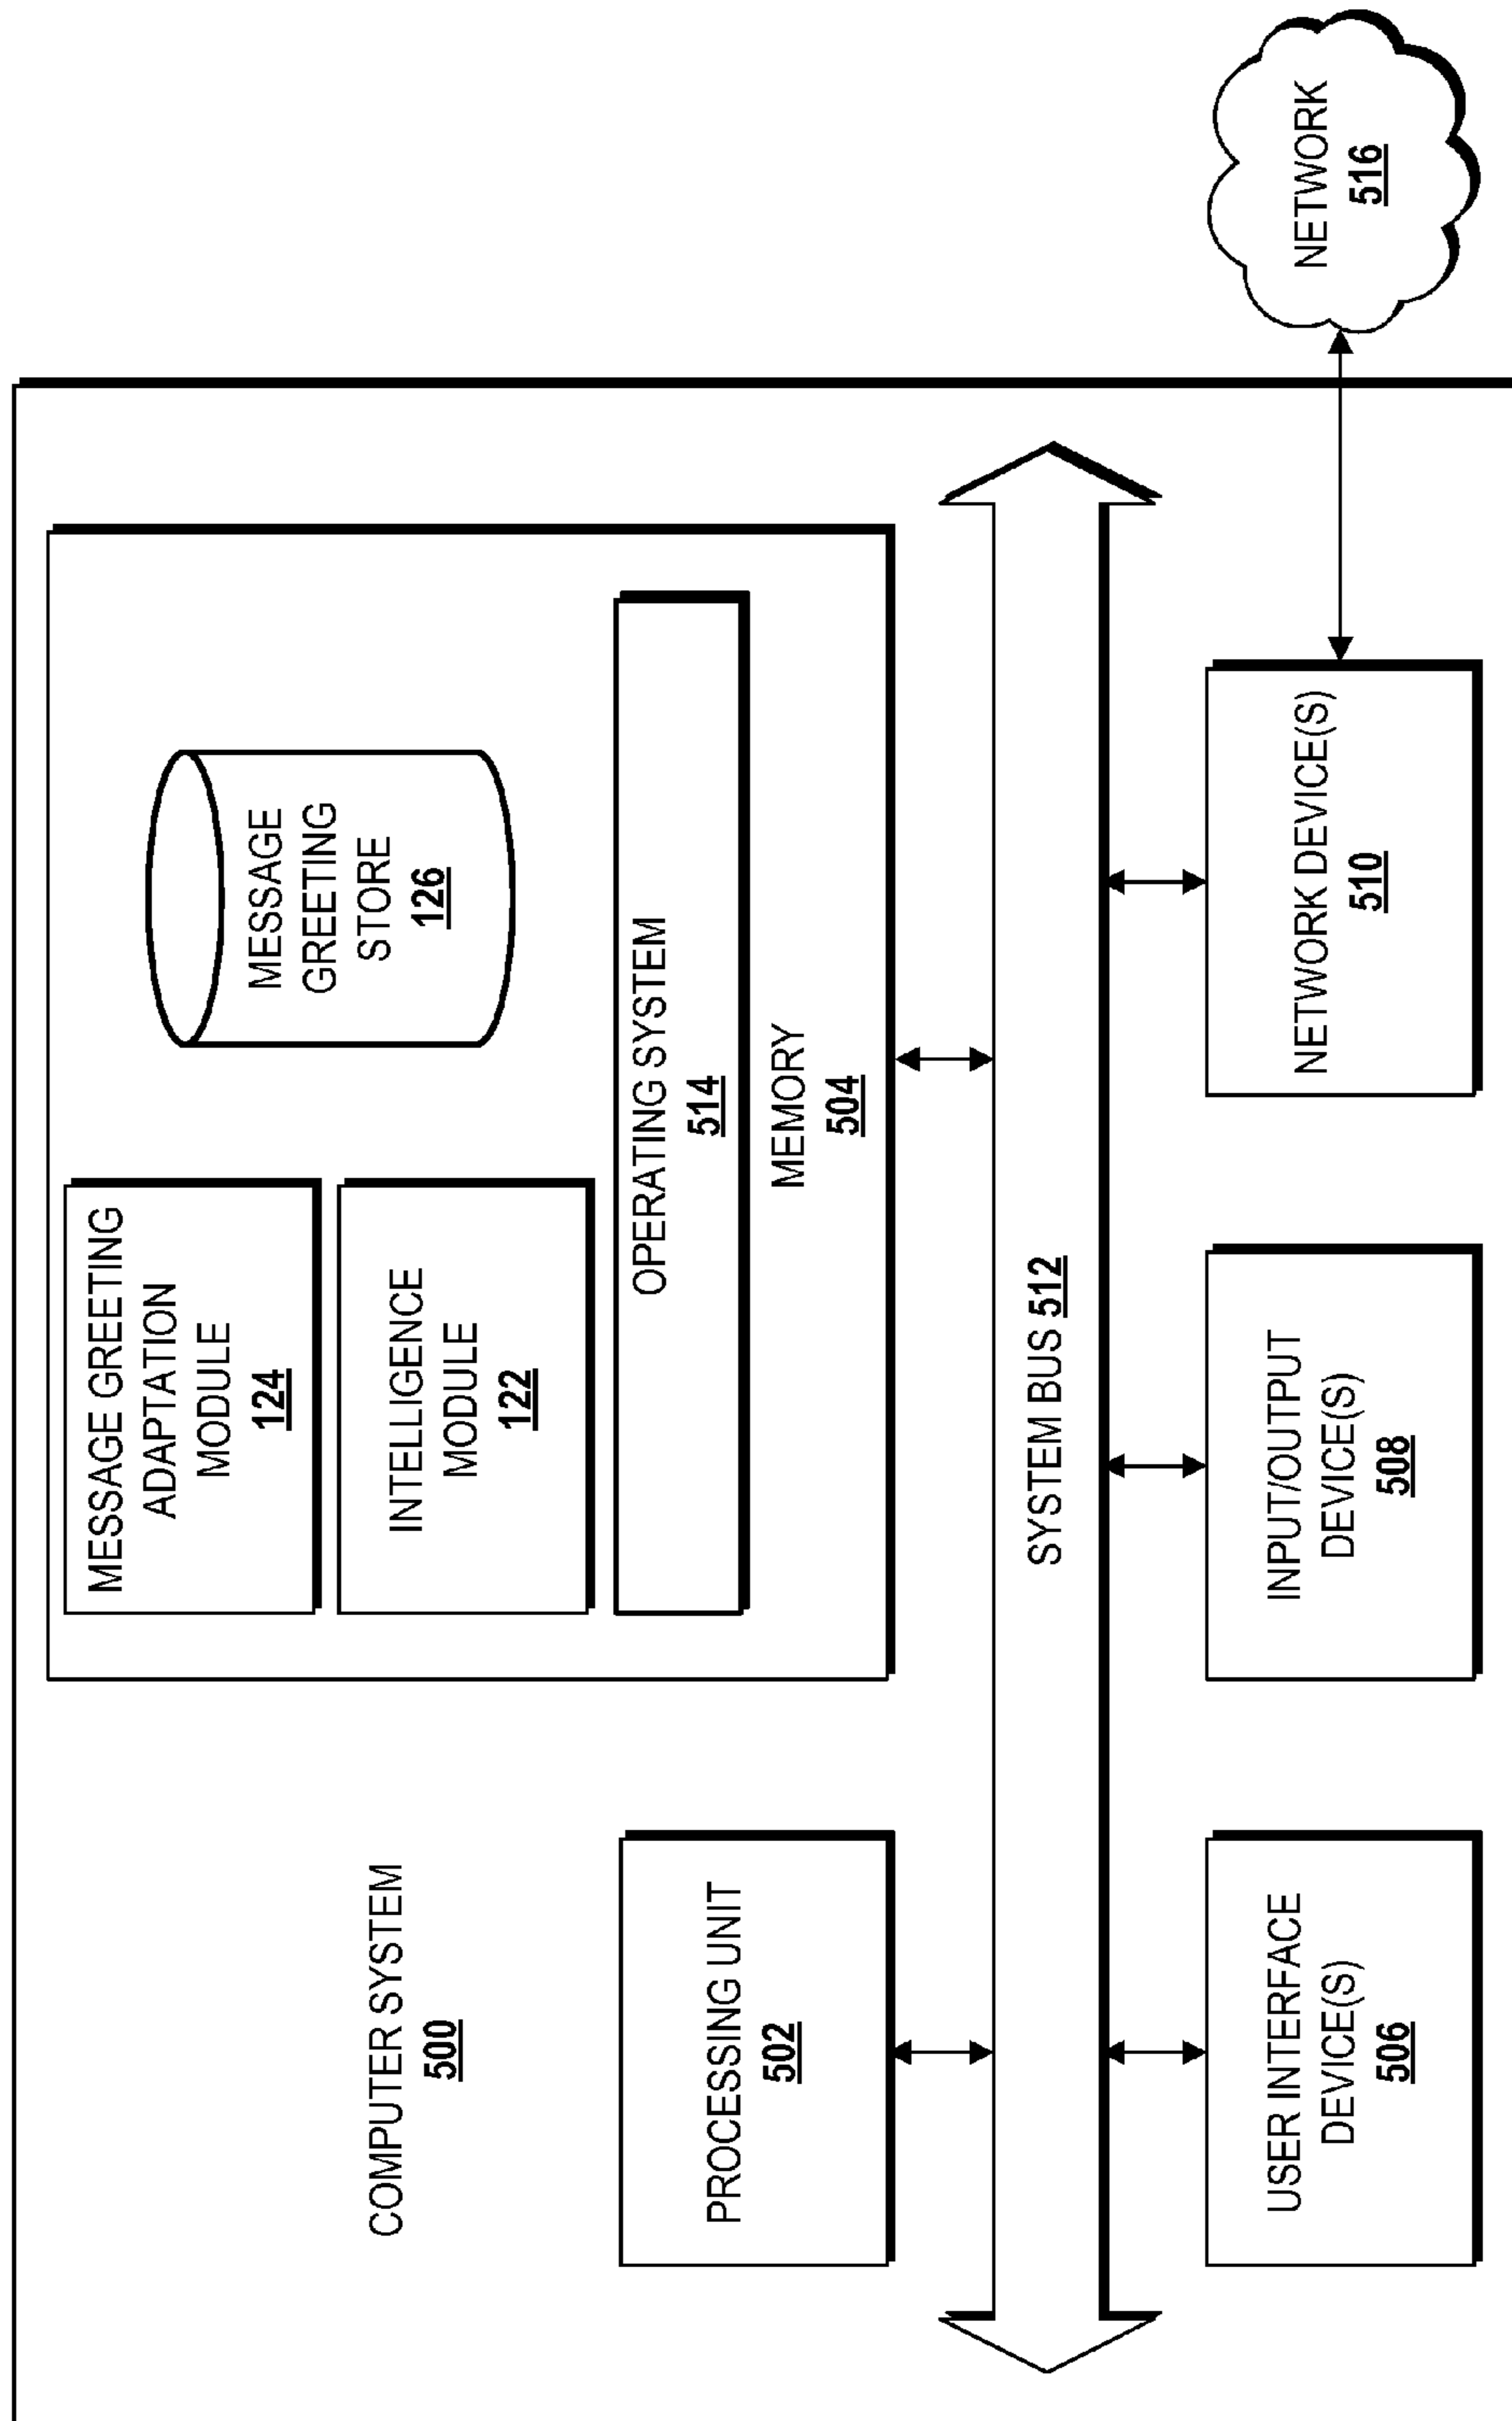 COMPUTER SYSTEM
500
MESSAGE GREETING
ADAPTATION
MODULE
124
INTELLIGENCE
MODULE
122
MESSAGE
GREETING
STORE
126
OPERATING SYSTEM
514
MEMORY
504
PROCESSING UNIT
502
SYSTEM BUS 512
USER INTERFACE
DEVICE(S)
506
INPUT/OUTPUT
DEVICE(S)
508
NETWORK DEVICE(S)
510
NETWORK
516